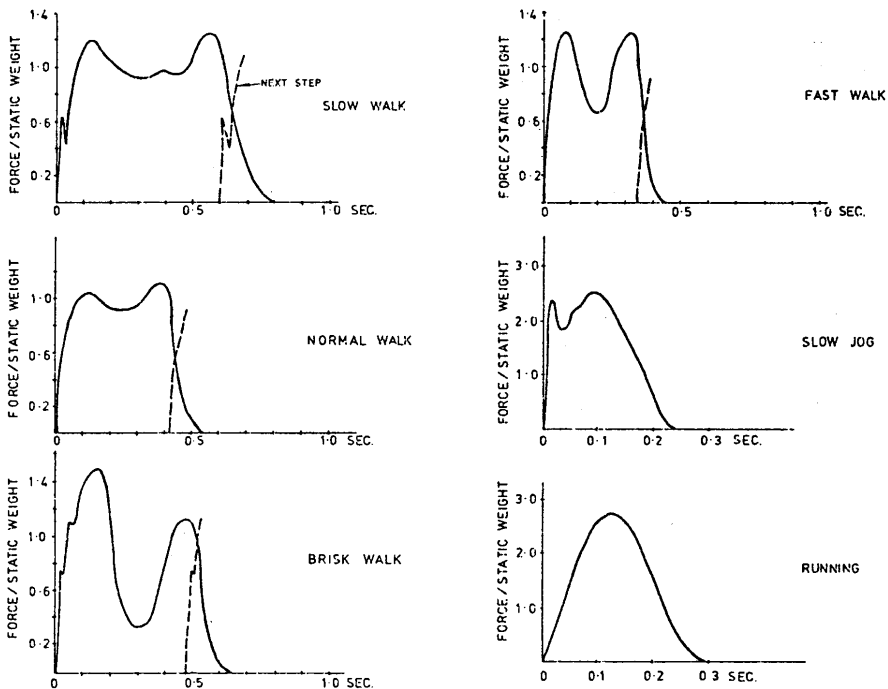 FORCE/STATIC WEIGHT
1·4
1·0
0·6
0·2
0
0·5
1·0 SEC.
NEXT STEP
SLOW WALK
FORCE/STATIC WEIGHT
1·4
1·0
0·6
0·2
0
0·5
1·0 SEC.
FAST WALK
FORCE/STATIC WEIGHT
1·0
0·6
0·2
0
0·5
1·0 SEC.
NORMAL WALK
FORCE/STATIC WEIGHT
3·0
2·0
1·0
0
0·1
0·2
0·3 SEC.
SLOW JOG
FORCE/STATIC WEIGHT
1·4
1·0
0·6
0·2
0
0·5
1·0 SEC.
BRISK WALK
FORCE/STATIC WEIGHT
3·0
2·0
1·0
0
0·1
0·2
0·3 SEC.
RUNNING